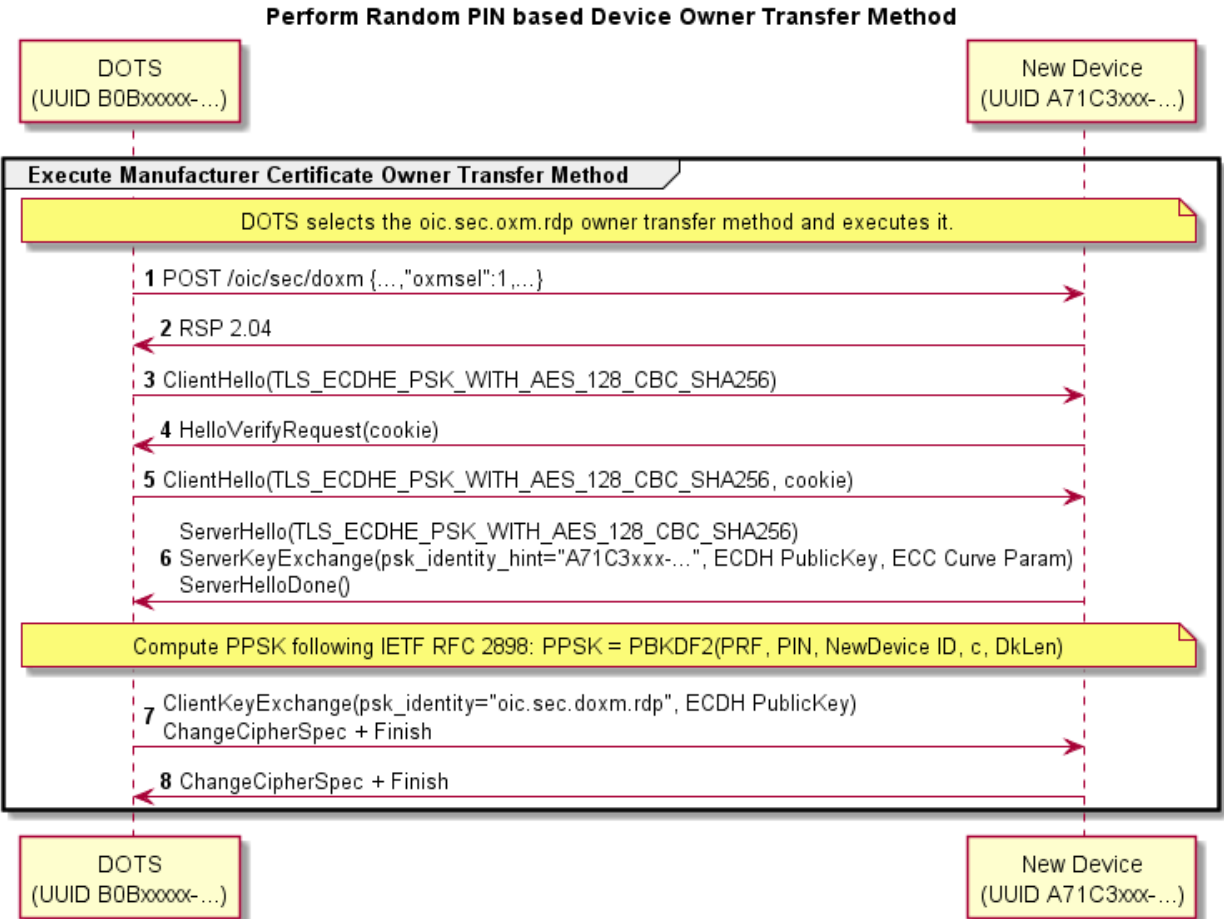 Perform Random PIN based Device Owner Transfer Method
DOTS
(UUID B0Bxxxxx-...)
New Device
(UUID A71C3xxx-...)
Execute Manufacturer Certificate Owner Transfer Method
DOTS selects the oic.sec.oxm.rdp owner transfer method and executes it.
1 POST /oic/sec/doxm {...,"oxmsel":1,...}
2 RSP 2.04
3 ClientHello(TLS_ECDHE_PSK_WITH_AES_128_CBC_SHA256)
4 HelloVerifyRequest(cookie)
5 ClientHello(TLS_ECDHE_PSK_WITH_AES_128_CBC_SHA256, cookie)
ServerHello(TLS_ECDHE_PSK_WITH_AES_128_CBC_SHA256)
6 ServerKeyExchange(psk_identity_hint="A71C3xxx-...", ECDH PublicKey, ECC Curve Param)
ServerHelloDone()
Compute PPSK following IETF RFC 2898: PPSK = PBKDF2(PRF, PIN, NewDevice ID, c, DkLen)
7 ClientKeyExchange(psk_identity="oic.sec.doxm.rdp", ECDH PublicKey)
ChangeCipherSpec + Finish
8 ChangeCipherSpec + Finish
DOTS
(UUID B0Bxxxxx-...)
New Device
(UUID A71C3xxx-...)